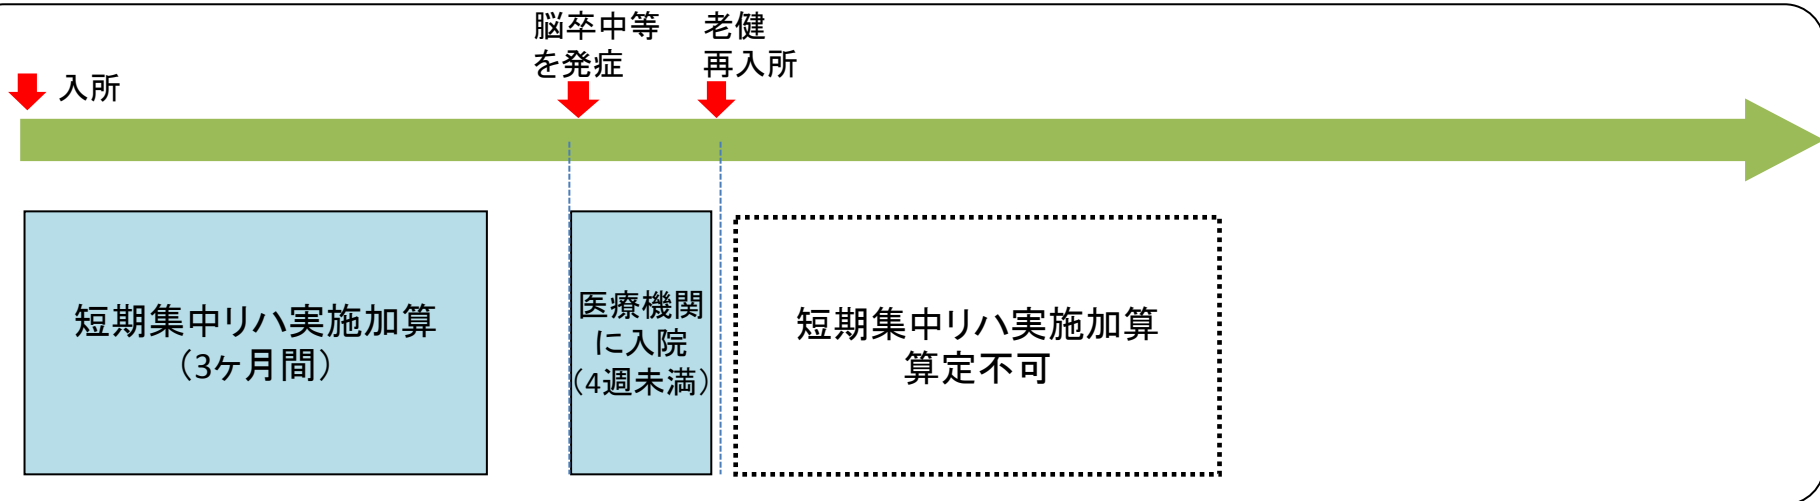 脳卒中等
を発症
老健
再入所
入所
短期集中リハ実施加算
（3ヶ月間）
医療機関
に入院
（4週未満）
短期集中リハ実施加算
算定不可